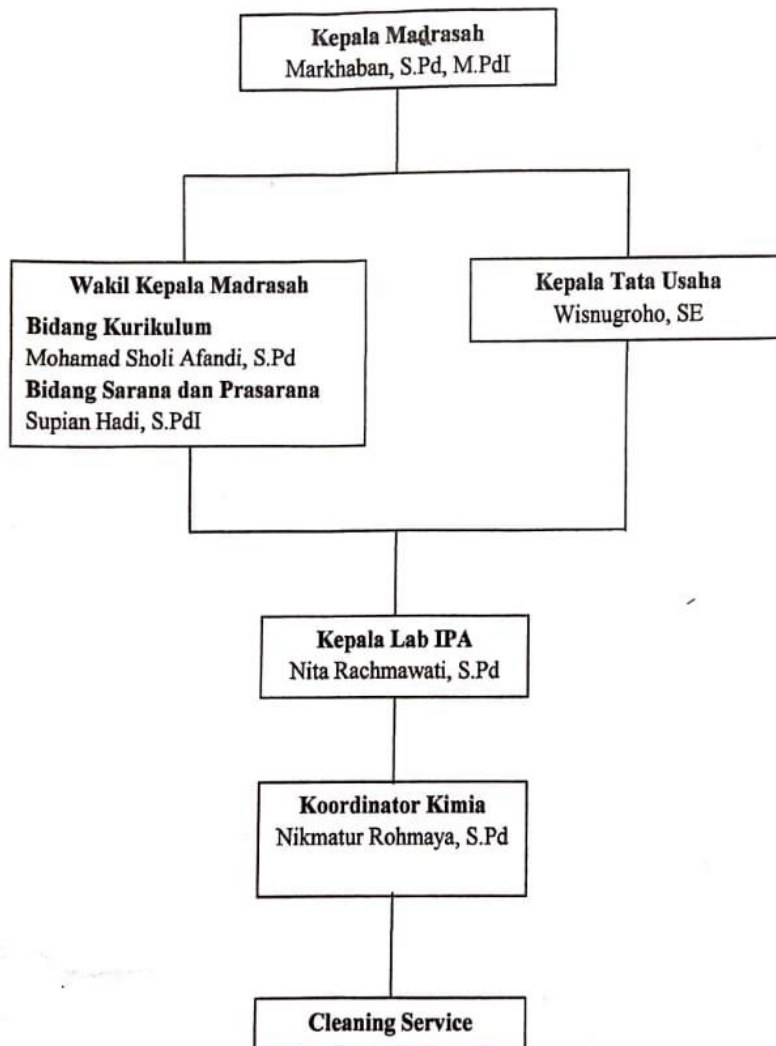 Kepala Madrasah
Markhaban, S.Pd, M.PdI
Wakil Kepala Madrasah
Bidang Kurikulum
Mohamad Sholi Afandi, S.Pd
Bidang Sarana dan Prasarana
Supian Hadi, S.PdI
Kepala Tata Usaha
Wisnugroho, SE
Kepala Lab IPA
Nita Rachmawati, S.Pd
Koordinator Kimia
Nikmatur Rohmaya, S.Pd
Cleaning Service